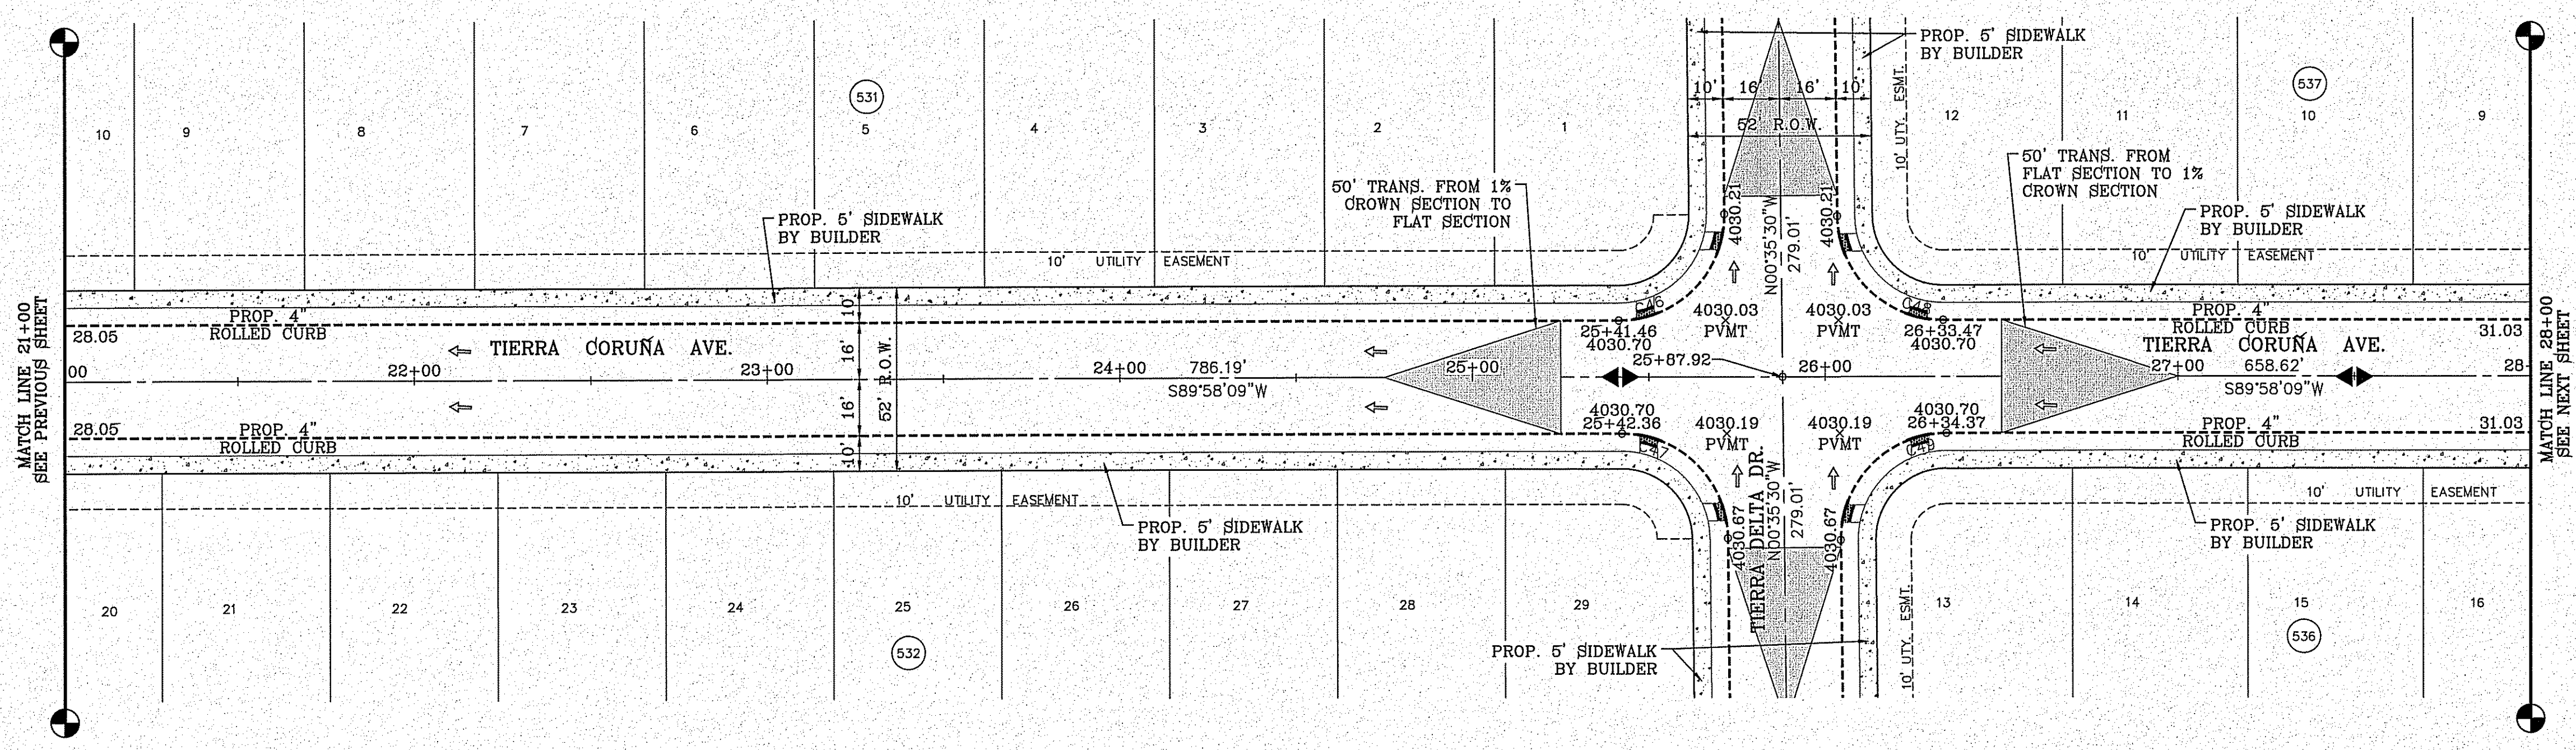 MATCH LINE 21+00
SEE PREVIOUS SHEET
10
9
8
7
6
531
5
4
3
2
1
PROP. 5' SIDEWALK
BY BUILDER
50' TRANS. FROM 1%
CROWN SECTION TO
FLAT SECTION
10' UTILITY EASEMENT
PROP. 5' SIDEWALK
BY BUILDER
10' 16' 16' 10'
52' R.O.W.
10' UTY. ESMT.
12
11
537
10
9
50' TRANS. FROM
FLAT SECTION TO 1%
CROWN SECTION
PROP. 5' SIDEWALK
BY BUILDER
10' UTILITY EASEMENT
4030.21
4030.21
N00°35'30"W
279.01'
C46
C48
PROP. 4"
ROLLED CURB
28.05
TIERRA CORUÑA AVE.
10'
16'
52' R.O.W.
16'
10'
25+41.46
4030.70
4030.03
PVMT
4030.03
PVMT
26+33.47
4030.70
PROP. 4"
ROLLED CURB
31.03
TIERRA CORUÑA AVE.
00
22+00
23+00
24+00
786.19'
S89°58'09"W
25+00
25+87.92
26+00
27+00
658.62'
S89°58'09"W
28
28.05
PROP. 4"
ROLLED CURB
4030.70
25+42.36
4030.19
PVMT
4030.19
PVMT
4030.70
26+34.37
PROP. 4"
ROLLED CURB
31.03
C47
C49
10' UTILITY EASEMENT
PROP. 5' SIDEWALK
BY BUILDER
4030.67
TIERRA DELTA DR.
N00°35'30"W
279.01'
4030.67
10' UTILITY EASEMENT
PROP. 5' SIDEWALK
BY BUILDER
20
21
22
23
24
25
26
27
28
29
532
PROP. 5' SIDEWALK
BY BUILDER
10' UTY. ESMT.
13
14
15
16
536
MATCH LINE 28+00
SEE NEXT SHEET